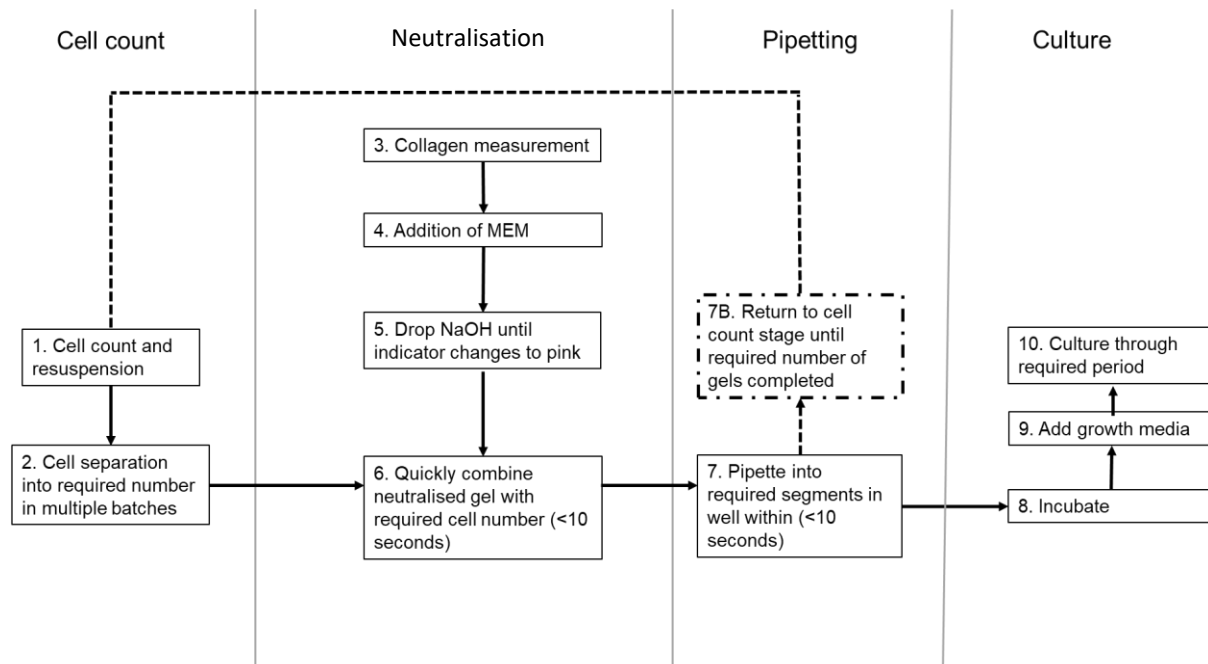 Cell count
Neutralisation
Pipetting
Culture
3. Collagen measurement
4. Addition of MEM
5. Drop NaOH until
indicator changes to pink
1. Cell count and
resuspension
2. Cell separation
into required number
in multiple batches
6. Quickly combine
neutralised gel with
required cell number (<10
seconds)
7B. Return to cell
count stage until
required number of
gels completed
7. Pipette into
required segments in
well within (<10
seconds)
10. Culture through
required period
9. Add growth media
8. Incubate